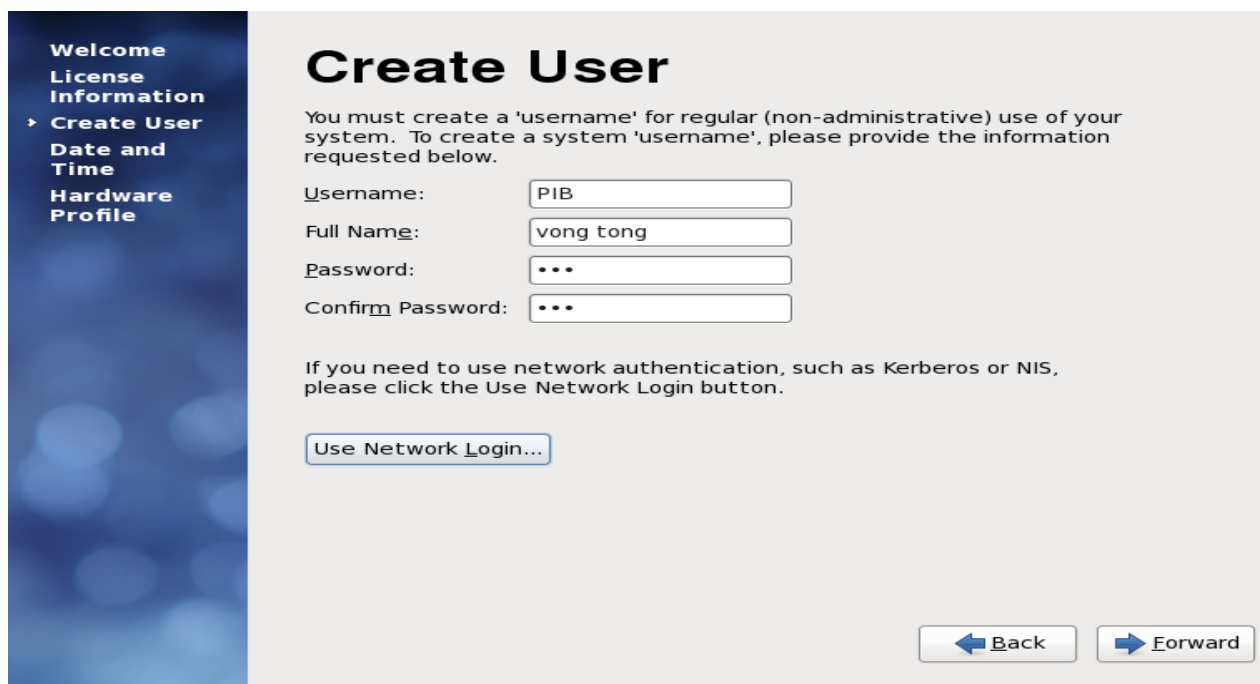 Welcome
License
Information
Create User
Date and
Time
Hardware
Profile
Create User
You must create a 'username' for regular (non-administrative) use of your
system.  To create a system 'username', please provide the information
requested below.
Username: PIB
Full Name: vong tong
Password: •••
Confirm Password: •••
If you need to use network authentication, such as Kerberos or NIS,
please click the Use Network Login button.
Use Network Login...
Back
Forward